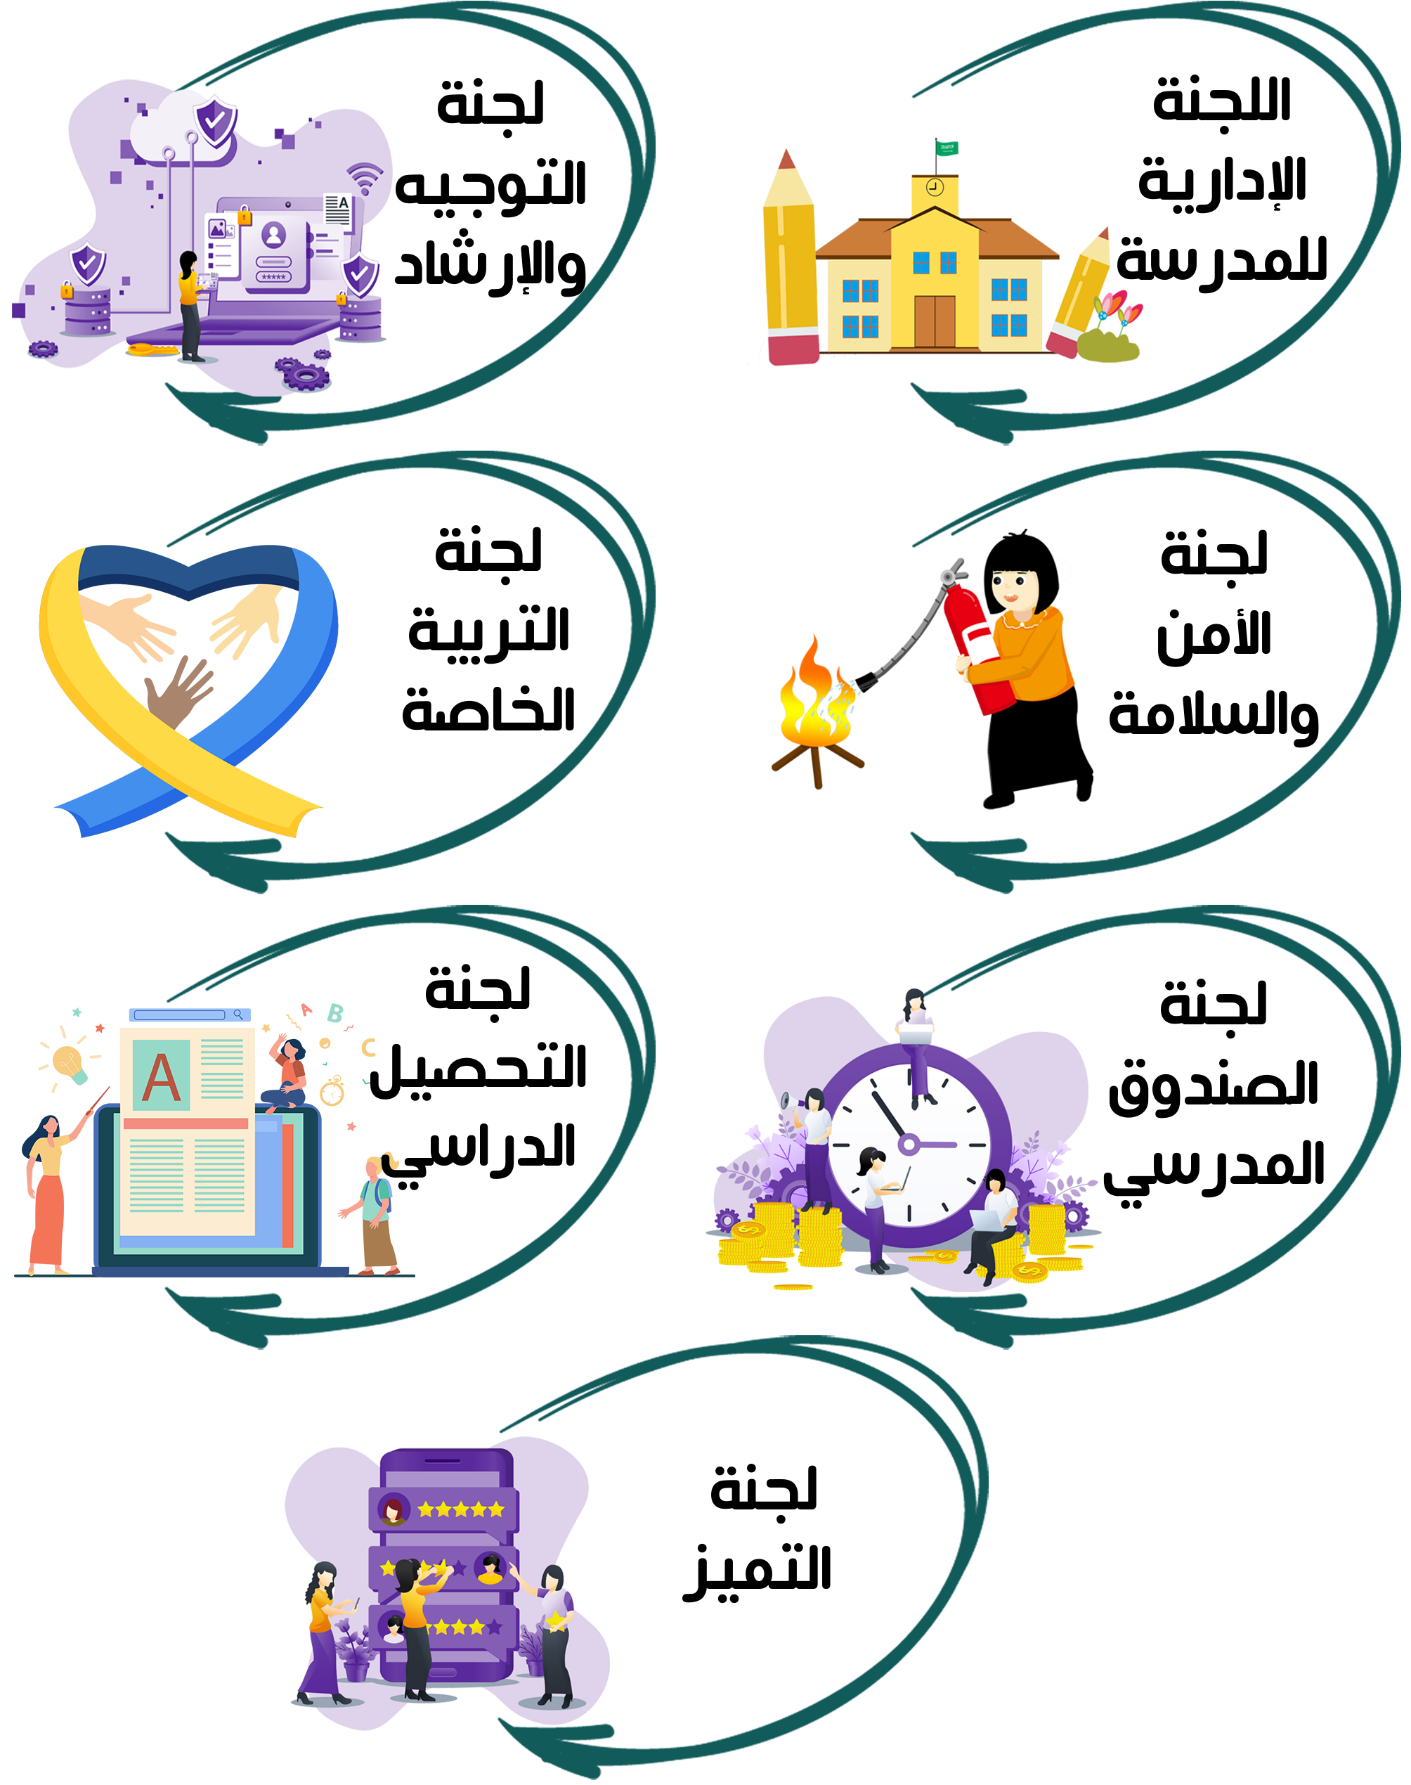 اللجنة
الإدارية
للمدرسة
لجنة
التوجيه
والإرشاد
A
*****
لجنة
الأمن
والسلامة
لجنة
التربية
الخاصة
لجنة
الصندوق
المدرسي
لجنة
التحصيل
الدراسي
A
B
C
A
لجنة
التميز